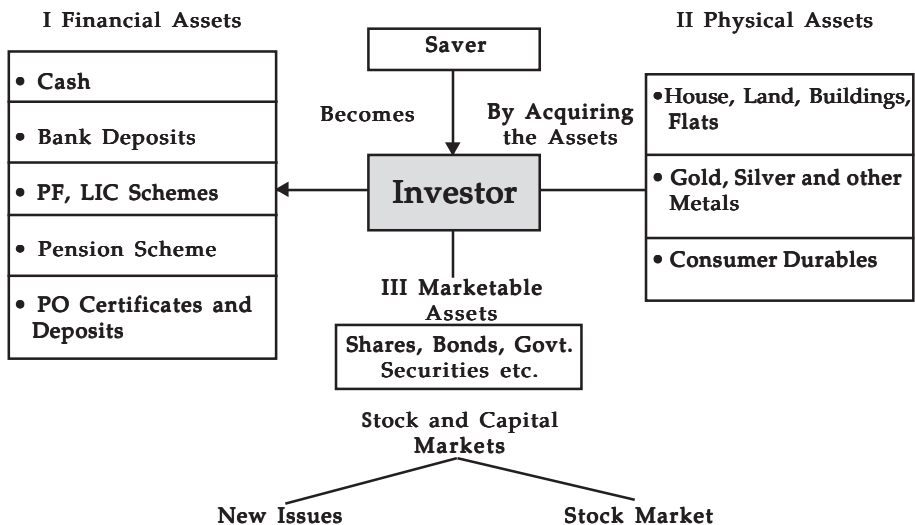 I Financial Assets
• Cash
• Bank Deposits
• PF, LIC Schemes
• Pension Scheme
• PO Certificates and
Deposits
Saver
Becomes
By Acquiring
the Assets
Investor
II Physical Assets
•House, Land, Buildings,
Flats
• Gold, Silver and other
Metals
• Consumer Durables
III Marketable
Assets
Shares, Bonds, Govt.
Securities etc.
Stock and Capital
Markets
New Issues
Stock Market